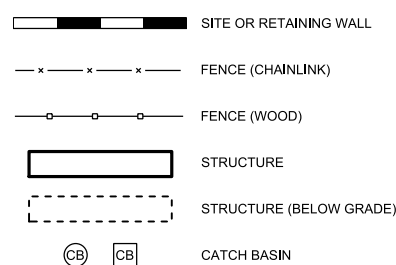 SITE OR RETAINING WALL
x x x FENCE (CHAINLINK)
FENCE (WOOD)
STRUCTURE
STRUCTURE (BELOW GRADE)
CB CB CATCH BASIN